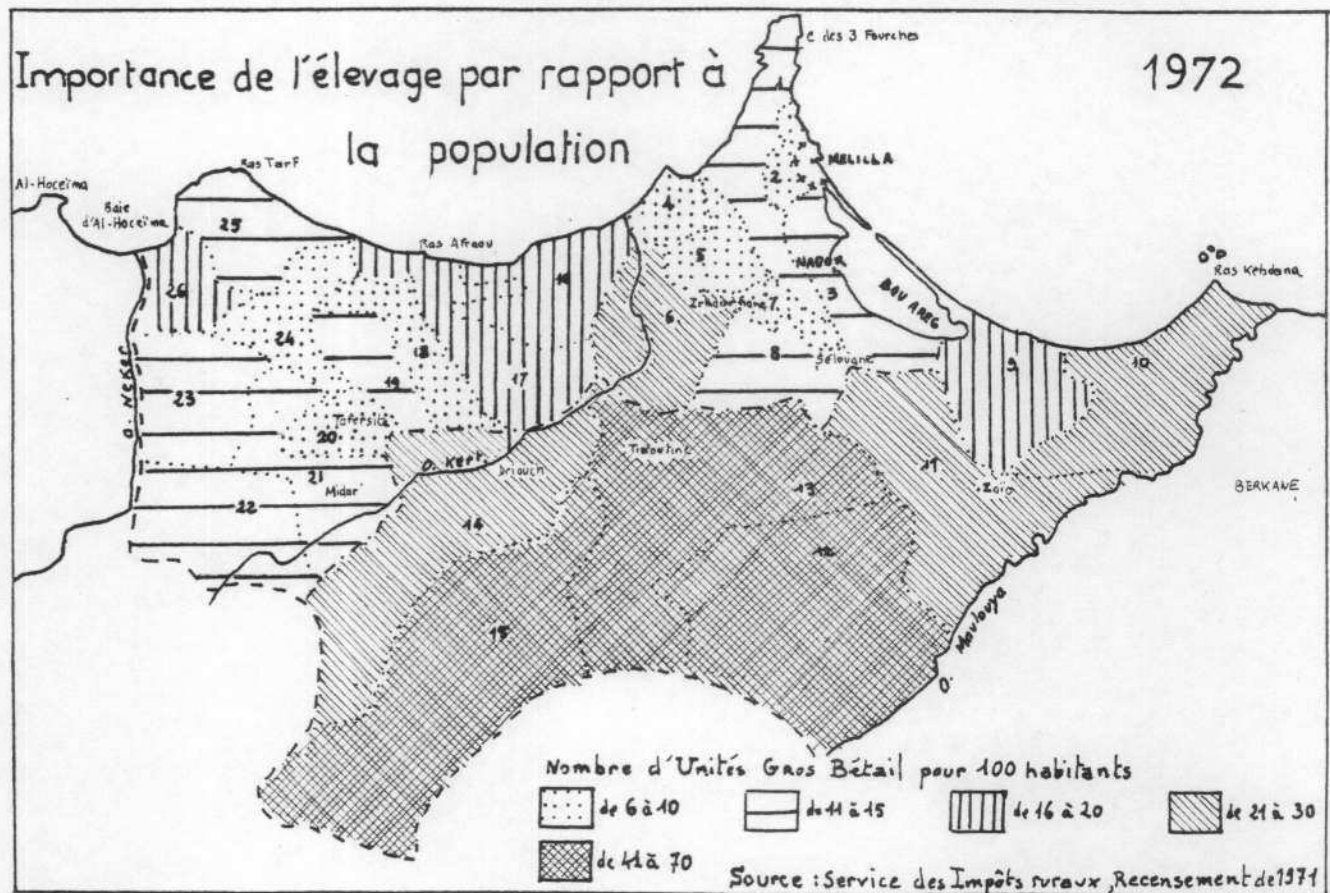 Importance de l'élevage par rapport à
la population
1972
C des 3 Fourches
MELILLA
Ras Tarf
Al-Hoceïma
Baie
d'Al-Hoceïma
Ras Afraou
NADOR
BOU AREG
Ras Kebdana
BERKANE
O. NEKOR
Sélouane
Tafersite
Midar
O. Kert
Driouch
Tiztoutine
Zaïo
O. Moulouya
2
3
4
5
6
7
8
9
10
11
12
13
14
15
16
17
18
19
20
21
22
23
24
25
26
Nombre d'Unités Gros Bétail pour 100 habitants
de 6 à 10
de 11 à 15
de 16 à 20
de 21 à 30
de 41 à 70
Source : Service des Impôts ruraux, Recensement de 1971